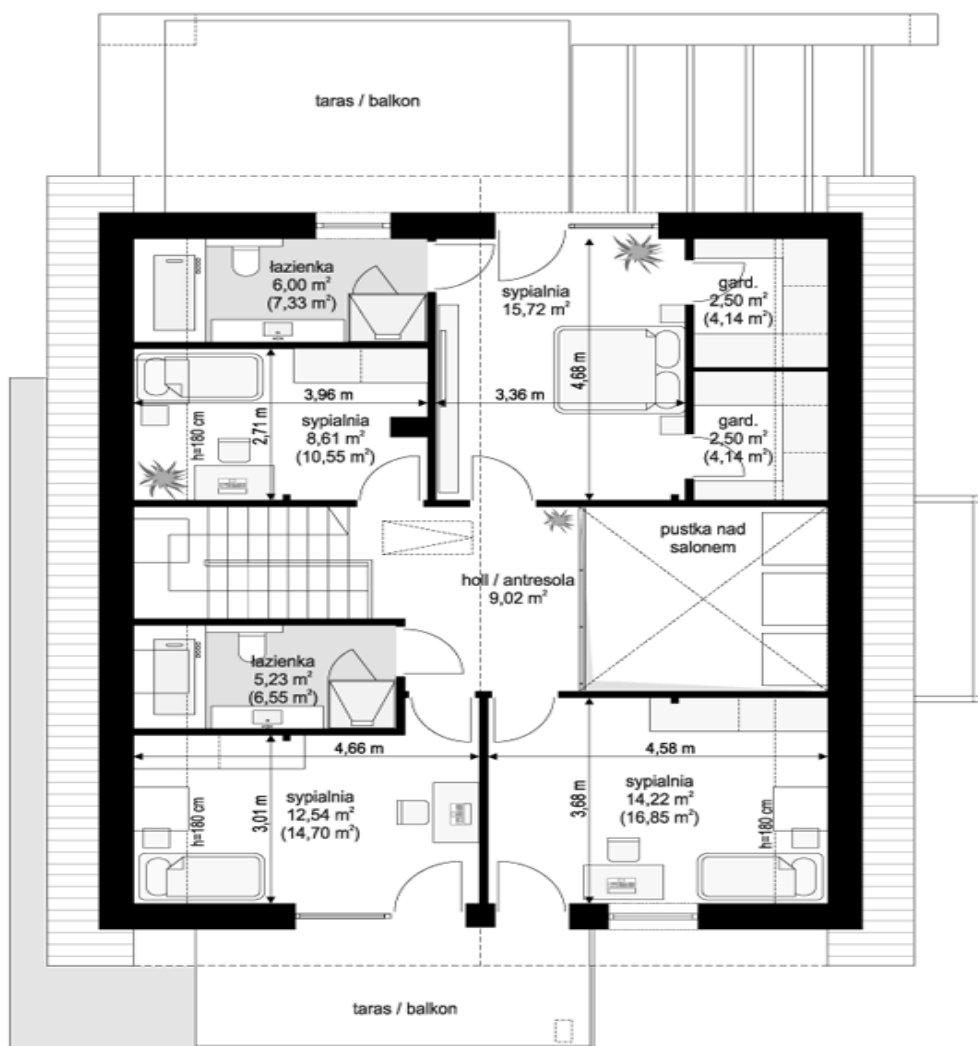 taras / balkon
łazienka
6,00 m²
(7,33 m²)
sypialnia
15,72 m²
gard.
2,50 m²
(4,14 m²)
4,68 m
3,96 m
3,36 m
2,71 m
h=180 cm
sypialnia
8,61 m²
(10,55 m²)
gard.
2,50 m²
(4,14 m²)
pustka nad
salonem
holl / antresola
9,02 m²
łazienka
5,23 m²
(6,55 m²)
4,66 m
4,58 m
3,01 m
h=180 cm
sypialnia
12,54 m²
(14,70 m²)
3,68 m
sypialnia
14,22 m²
(16,85 m²)
h=180 cm
taras / balkon